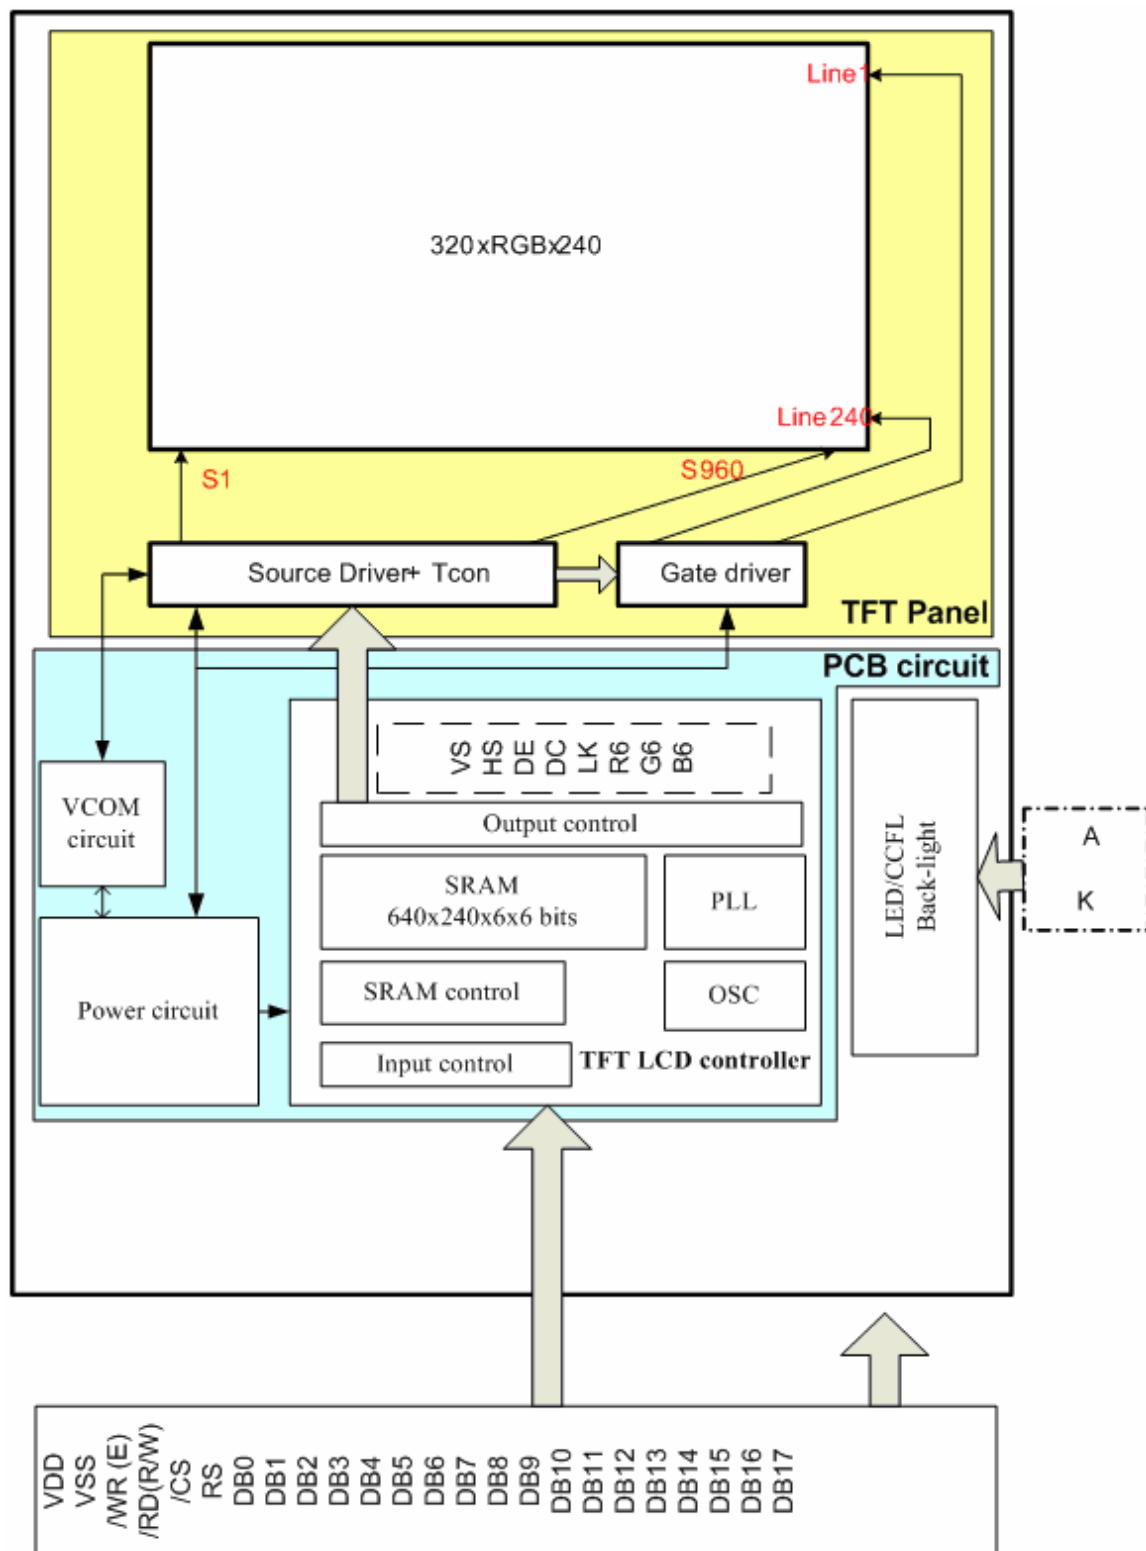 Line1
320xRGBx240
Line240
S1
S960
Source Driver+ Tcon
Gate driver
TFT Panel
PCB circuit
VS
HS
DE
DC
LK
R6
G6
B6
VCOM
circuit
Output control
SRAM
640x240x6x6 bits
PLL
LED/CCFL
Back-light
A
K
SRAM control
OSC
Power circuit
Input control
TFT LCD controller
VDD
VSS
/WR (E)
/RD(R/W)
/CS
RS
DB0
DB1
DB2
DB3
DB4
DB5
DB6
DB7
DB8
DB9
DB10
DB11
DB12
DB13
DB14
DB15
DB16
DB17